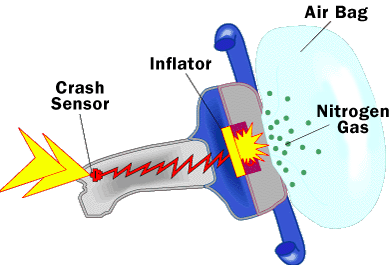 Air Bag
Inflator
Crash
Sensor
Nitrogen
Gas